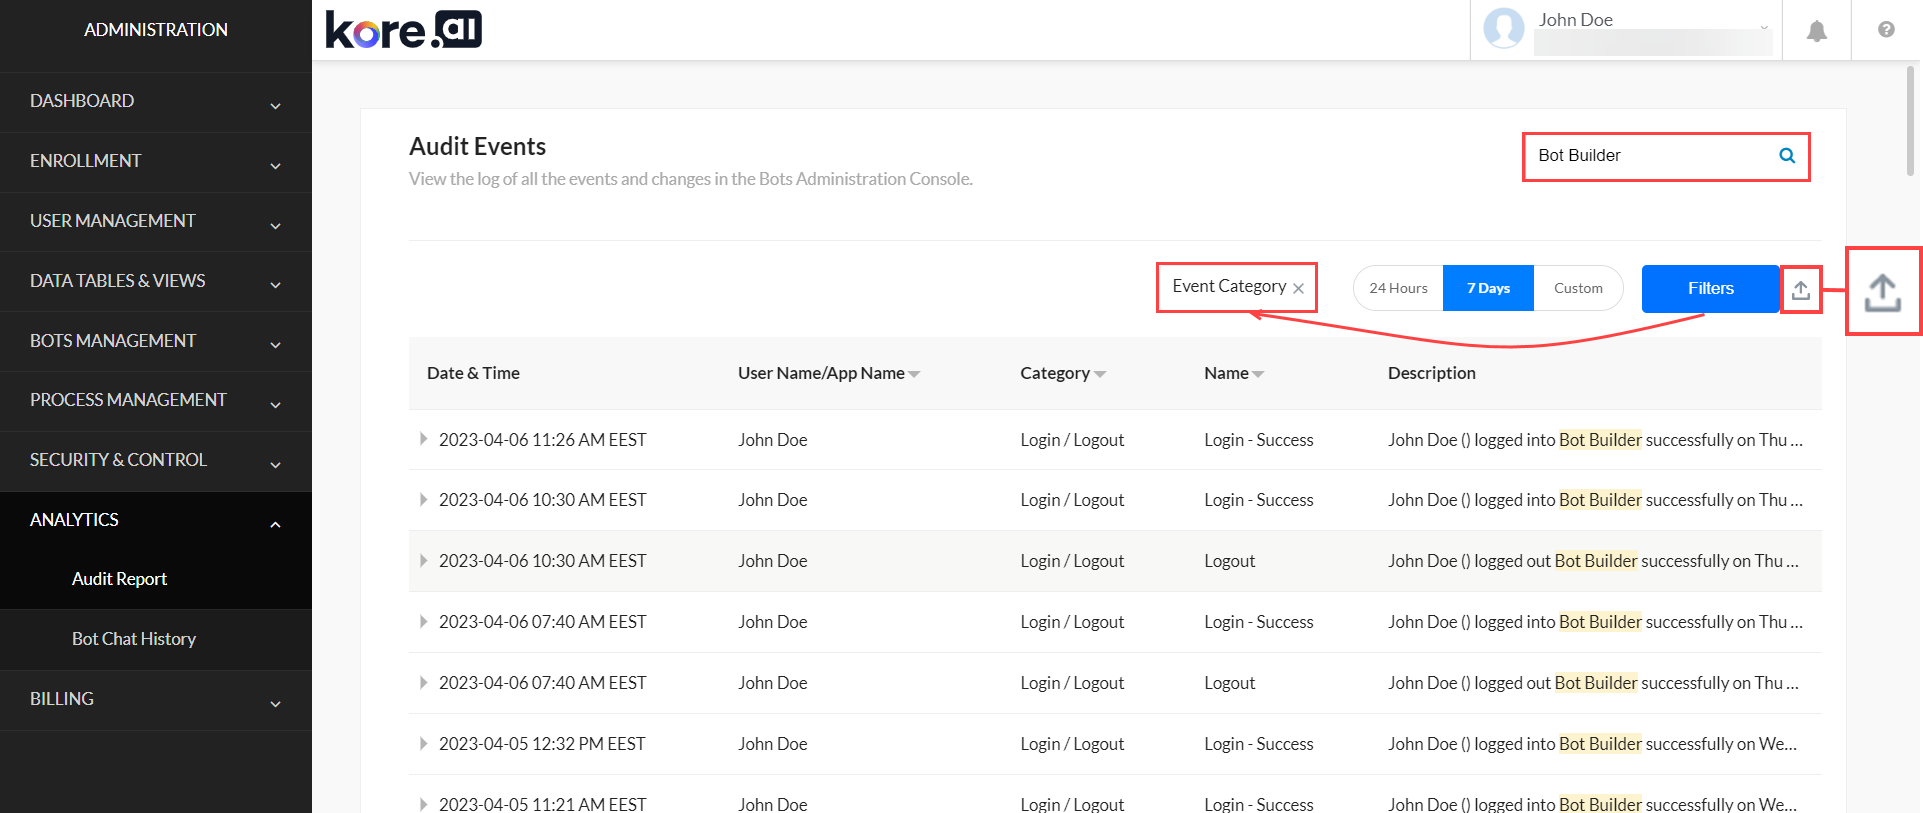 ADMINISTRATION
DASHBOARD
ENROLLMENT
USER MANAGEMENT
DATA TABLES & VIEWS
BOTS MANAGEMENT
PROCESS MANAGEMENT
SECURITY & CONTROL
ANALYTICS
Audit Report
Bot Chat History
BILLING
kore.ai
John Doe
?
Audit Events
View the log of all the events and changes in the Bots Administration Console.
Bot Builder
Event Category × 24 Hours 7 Days Custom Filters
Date & Time User Name/App Name Category Name Description
2023-04-06 11:26 AM EEST John Doe Login / Logout Login - Success John Doe () logged into Bot Builder successfully on Thu ...
2023-04-06 10:30 AM EEST John Doe Login / Logout Login - Success John Doe () logged into Bot Builder successfully on Thu ...
2023-04-06 10:30 AM EEST John Doe Login / Logout Logout John Doe () logged out Bot Builder successfully on Thu ...
2023-04-06 07:40 AM EEST John Doe Login / Logout Login - Success John Doe () logged into Bot Builder successfully on Thu ...
2023-04-06 07:40 AM EEST John Doe Login / Logout Logout John Doe () logged out Bot Builder successfully on Thu ...
2023-04-05 12:32 PM EEST John Doe Login / Logout Login - Success John Doe () logged into Bot Builder successfully on We...
2023-04-05 11:21 AM EEST John Doe Login / Logout Login - Success John Doe () logged into Bot Builder successfully on We...